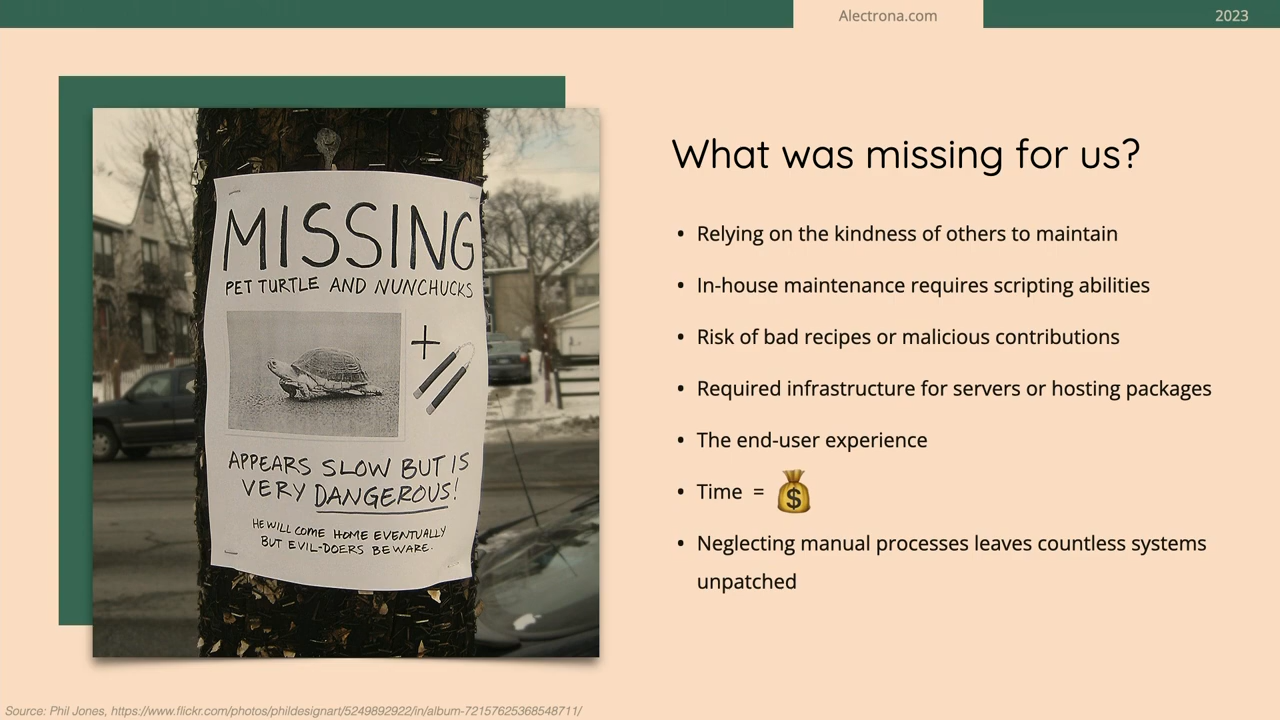 Alectrona.com
2023
MISSING
PET TURTLE AND NUNCHUCKS
+
APPEARS SLOW BUT IS
VERY DANGEROUS!
HE WILL COME HOME EVENTUALLY
BUT EVIL-DOERS BEWARE.
What was missing for us?
• Relying on the kindness of others to maintain
• In-house maintenance requires scripting abilities
• Risk of bad recipes or malicious contributions
• Required infrastructure for servers or hosting packages
• The end-user experience
• Time = 💰
• Neglecting manual processes leaves countless systems
unpatched
Source: Phil Jones, https://www.flickr.com/photos/phildesignart/5249892922/in/album-72157625368548711/